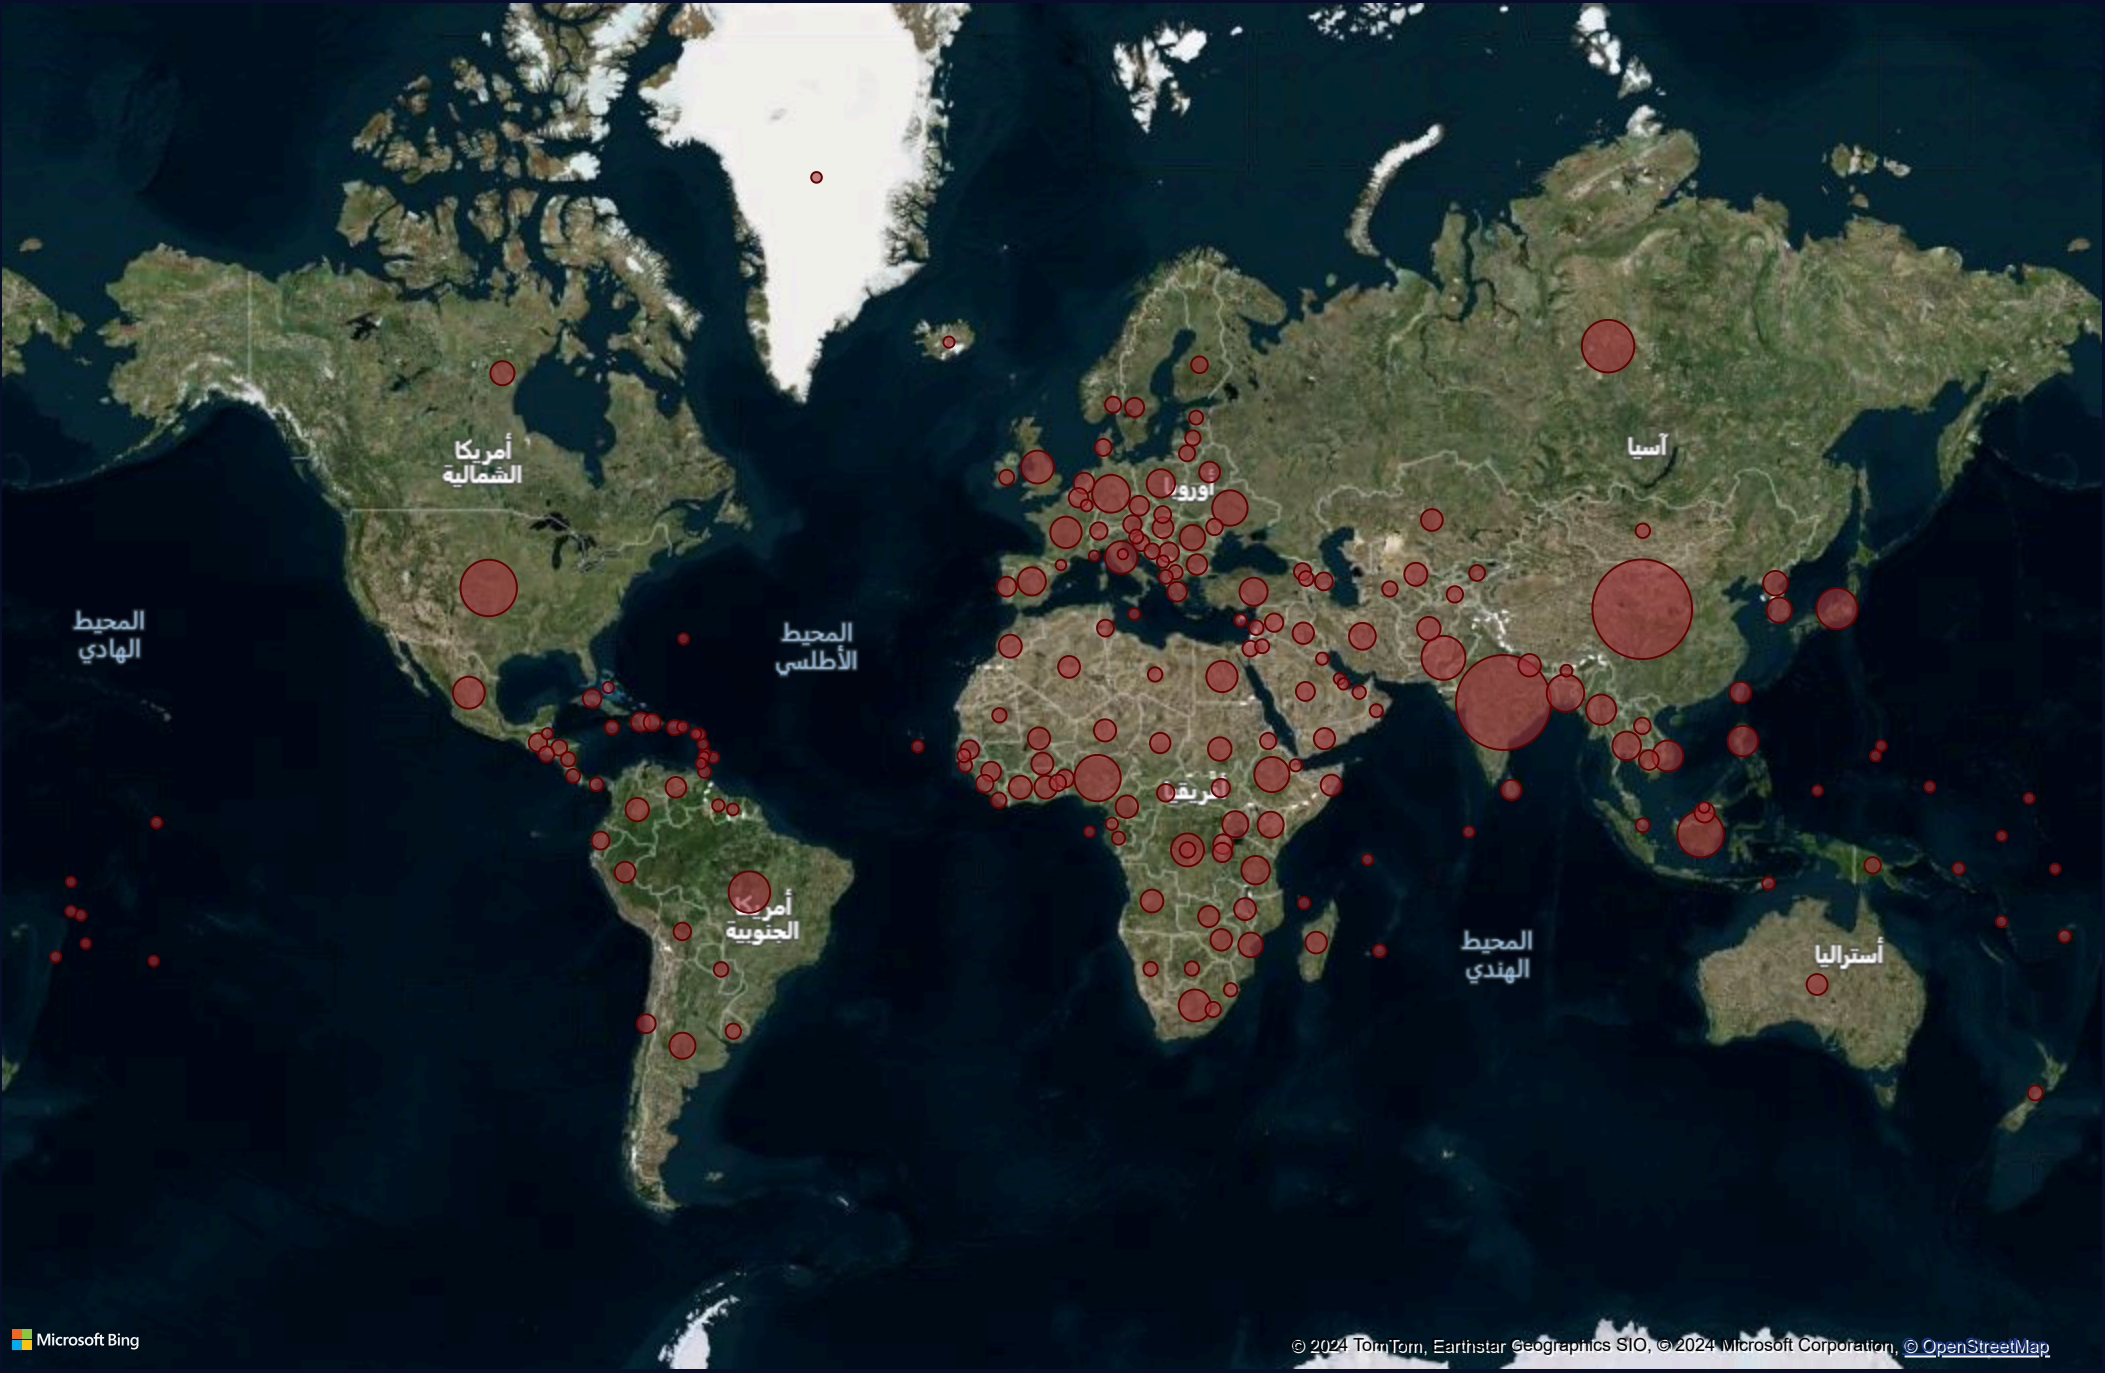 آسيا
أمريكا
الشمالية
أوروبا
المحيط
الهادي
المحيط
الأطلسي
أفريقيا
أمريكا
الجنوبية
المحيط
الهندي
أستراليا
Microsoft Bing
© 2024 TomTom, Earthstar Geographics SIO, © 2024 Microsoft Corporation, © OpenStreetMap